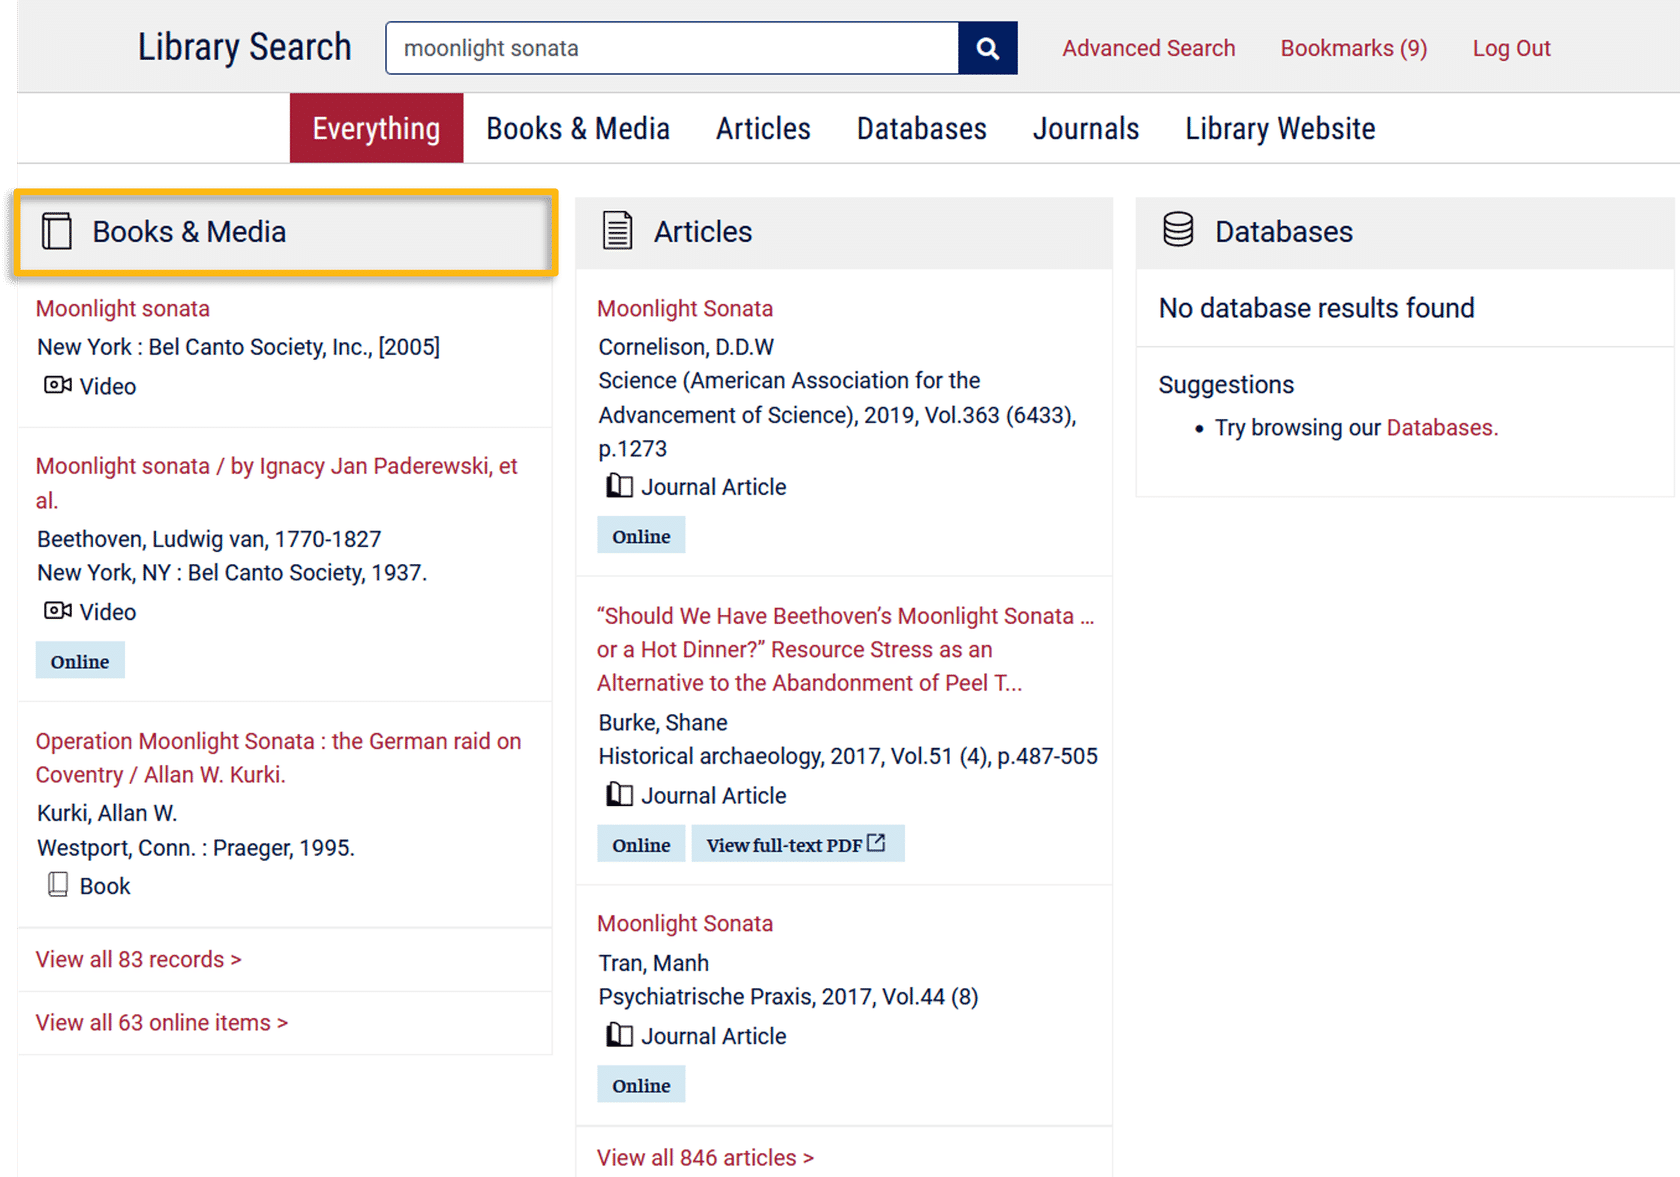 Library Search
moonlight sonata
Advanced Search
Bookmarks (9)
Log Out
Everything
Books & Media
Articles
Databases
Journals
Library Website
Books & Media
Moonlight sonata
New York : Bel Canto Society, Inc., [2005]
Video
Moonlight sonata / by Ignacy Jan Paderewski, et
al.
Beethoven, Ludwig van, 1770-1827
New York, NY : Bel Canto Society, 1937.
Video
Online
Operation Moonlight Sonata : the German raid on
Coventry / Allan W. Kurki.
Kurki, Allan W.
Westport, Conn. : Praeger, 1995.
Book
View all 83 records >
View all 63 online items >
Articles
Moonlight Sonata
Cornelison, D.D.W
Science (American Association for the
Advancement of Science), 2019, Vol.363 (6433),
p.1273
Journal Article
Online
“Should We Have Beethoven’s Moonlight Sonata ...
or a Hot Dinner?” Resource Stress as an
Alternative to the Abandonment of Peel T...
Burke, Shane
Historical archaeology, 2017, Vol.51 (4), p.487-505
Journal Article
Online
View full-text PDF
Moonlight Sonata
Tran, Manh
Psychiatrische Praxis, 2017, Vol.44 (8)
Journal Article
Online
View all 846 articles >
Databases
No database results found
Suggestions
• Try browsing our Databases.